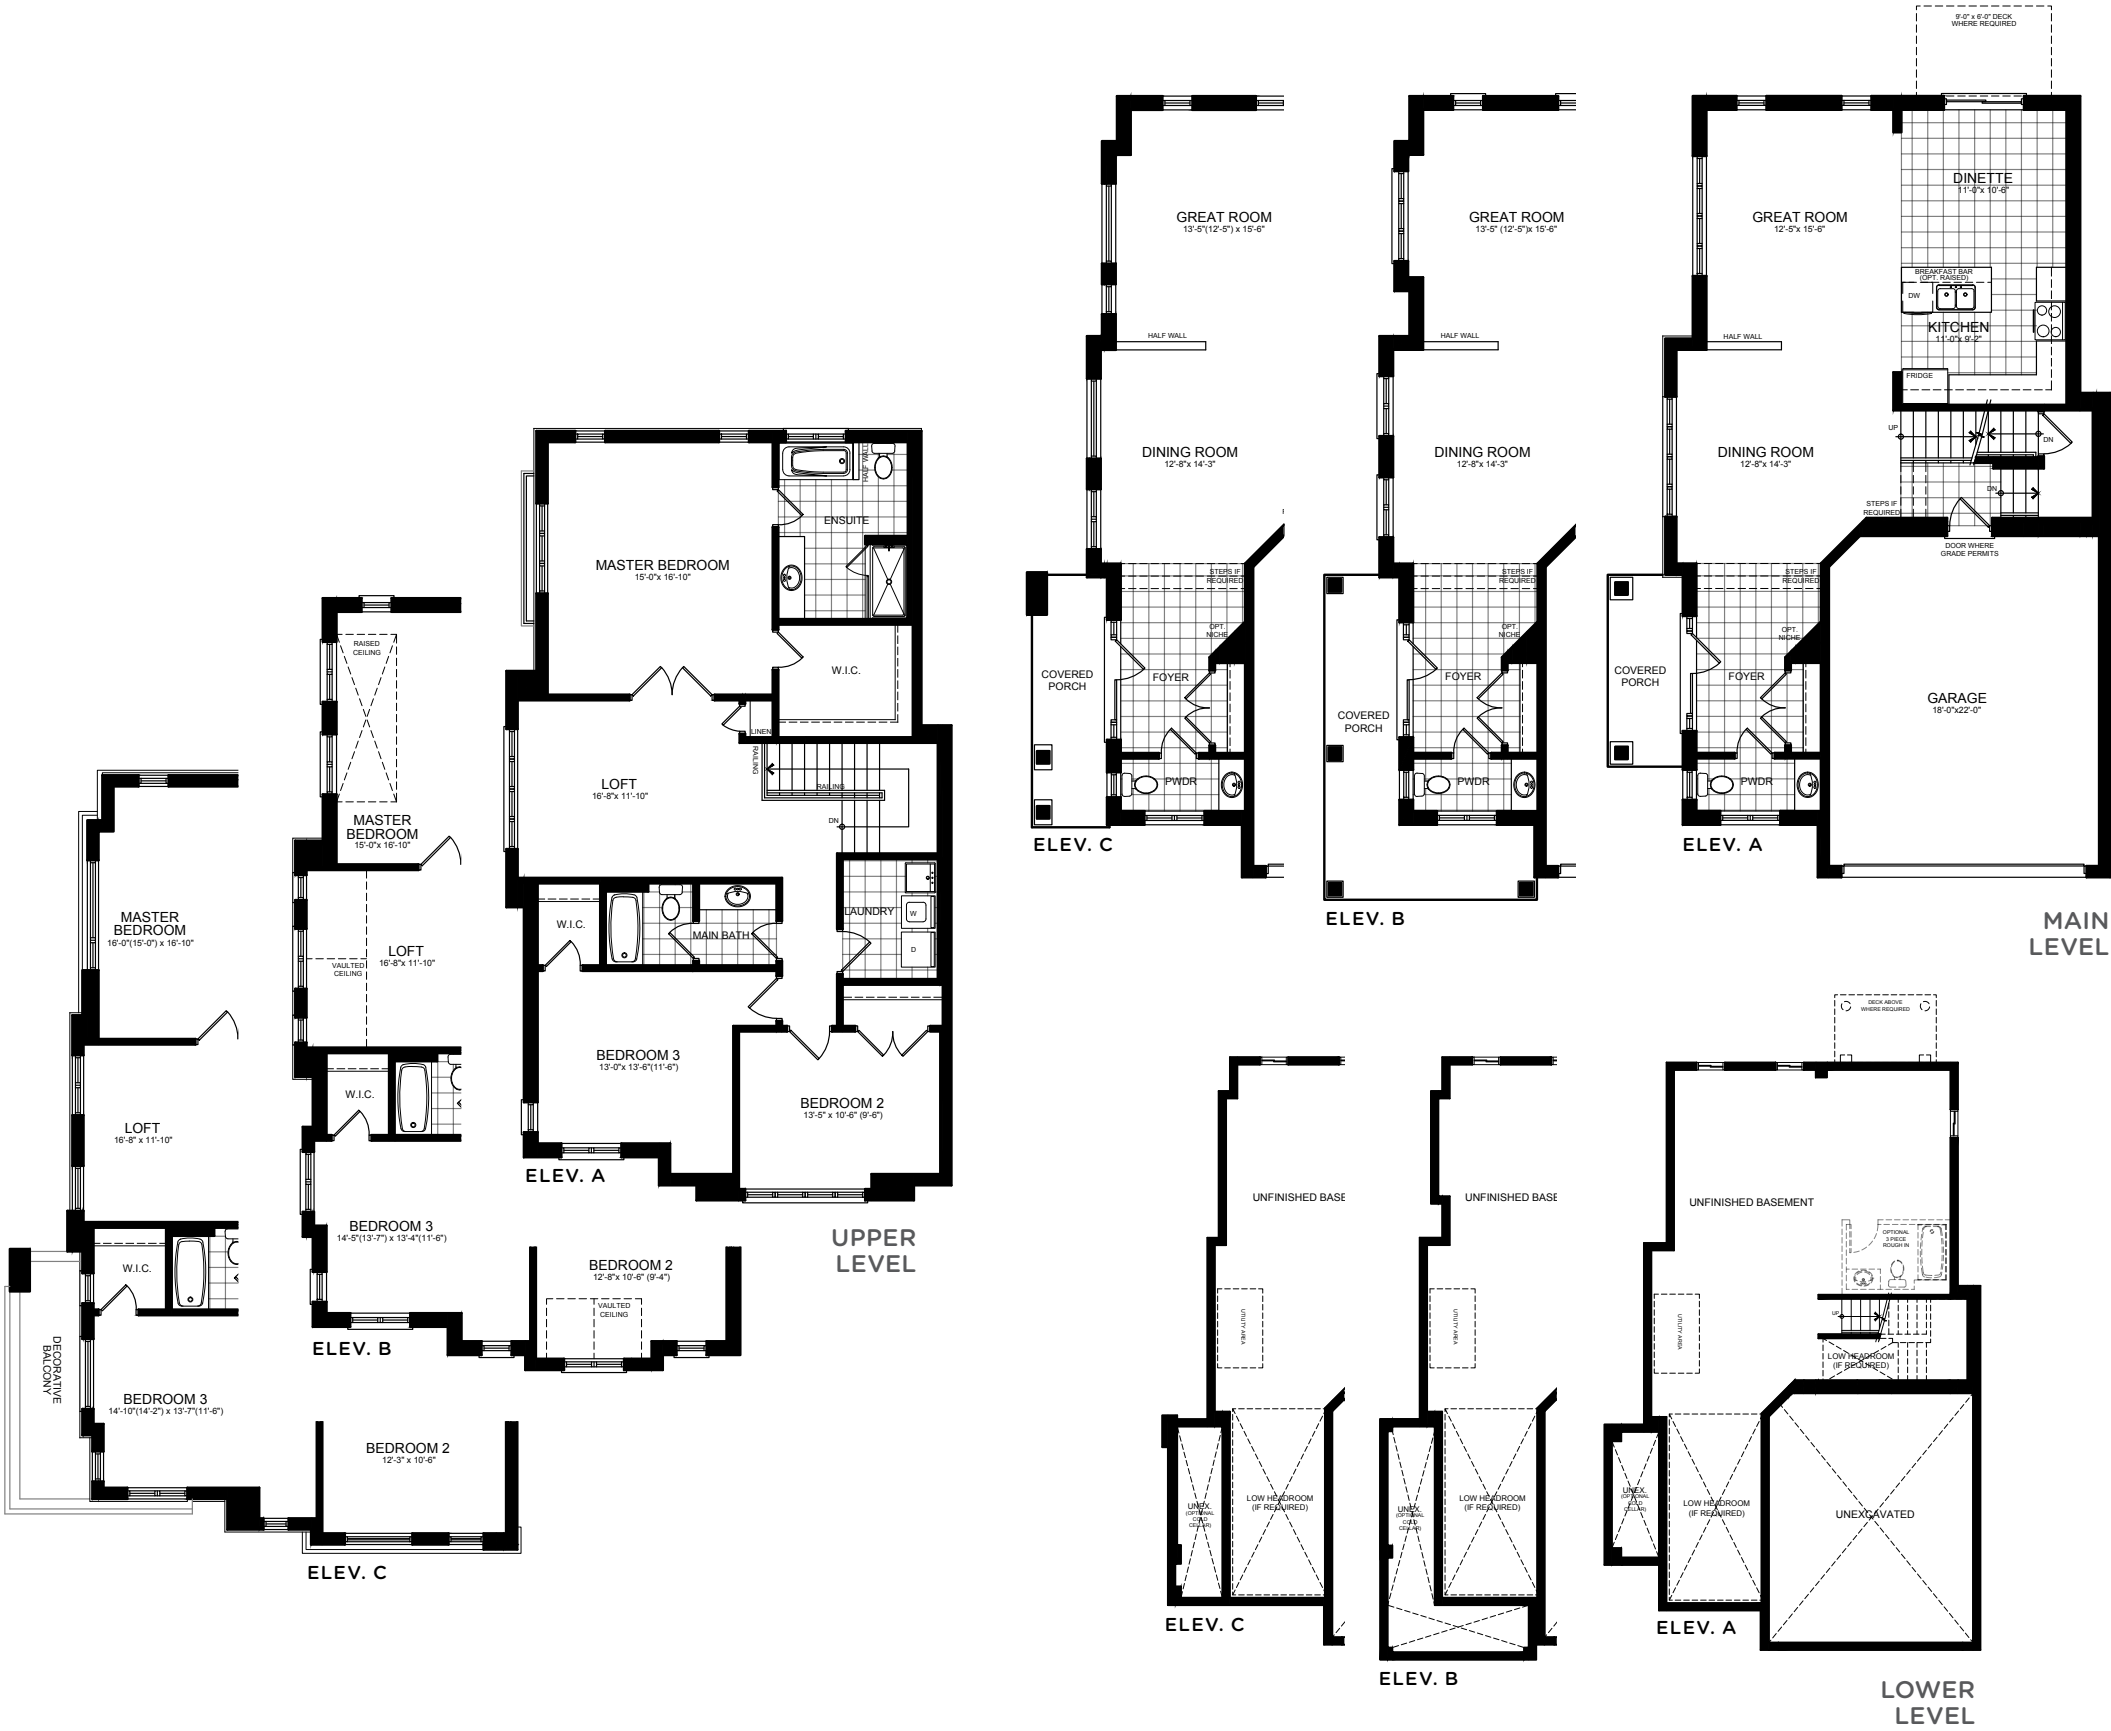 9'-0" x 6'-0" DECK
WHERE REQUIRED
GREAT ROOM
13'-5"(12'-5") x 15'-6"
HALF WALL
DINING ROOM
12'-8"x 14'-3"
STEPS IF
REQUIRED
OPT.
NICHE
COVERED
PORCH
FOYER
PWDR
ELEV. C
GREAT ROOM
13'-5" (12'-5")x 15'-6"
HALF WALL
DINING ROOM
12'-8"x 14'-3"
STEPS IF
REQUIRED
OPT.
NICHE
FOYER
COVERED
PORCH
PWDR
ELEV. B
DINETTE
11'-0"x 10'-6"
GREAT ROOM
12'-5"x 15'-6"
BREAKFAST BAR
(OPT. RAISED)
DW
KITCHEN
11'-0"x 9'-2"
HALF WALL
FRIDGE
UP
DN
DINING ROOM
12'-8"x 14'-3"
DN
STEPS IF
REQUIRED
DOOR WHERE
GRADE PERMITS
STEPS IF
REQUIRED
OPT.
NICHE
COVERED
PORCH
FOYER
GARAGE
18'-0"x22'-0"
PWDR
ELEV. A
MAIN
LEVEL
HALF WALL
ENSUITE
MASTER BEDROOM
15'-0"x 16'-10"
W.I.C.
LINEN
RAILING
LOFT
16'-8"x 11'-10"
RAILING
DN
LAUNDRY
W
D
W.I.C.
MAIN BATH
BEDROOM 3
13'-0"x 13'-6"(11'-6")
BEDROOM 2
13'-5" x 10'-6" (9'-6")
ELEV. A
UPPER
LEVEL
RAISED
CEILING
MASTER
BEDROOM
15'-0"x 16'-10"
LOFT
16'-8"x 11'-10"
VAULTED
CEILING
W.I.C.
BEDROOM 3
14'-5"(13'-7") x 13'-4"(11'-6")
BEDROOM 2
12'-8"x 10'-6" (9'-4")
VAULTED
CEILING
ELEV. B
MASTER
BEDROOM
16'-0"(15'-0") x 16'-10"
LOFT
16'-8" x 11'-10"
W.I.C.
DECORATIVE
BALCONY
BEDROOM 3
14'-10"(14'-2") x 13'-7"(11'-6")
BEDROOM 2
12'-3" x 10'-6"
ELEV. C
UNFINISHED BASE
UTILITY AREA
UNEX.
(OPTIONAL
COLD
CELLAR)
LOW HEADROOM
(IF REQUIRED)
ELEV. C
UNFINISHED BASE
UTILITY AREA
UNEX.
(OPTIONAL
COLD
CELLAR)
LOW HEADROOM
(IF REQUIRED)
ELEV. B
DECK ABOVE
WHERE REQUIRED
UNFINISHED BASEMENT
OPTIONAL
3 PIECE
ROUGH IN
UTILITY AREA
UP
LOW HEADROOM
(IF REQUIRED)
UNEX.
(OPTIONAL
COLD
CELLAR)
LOW HEADROOM
(IF REQUIRED)
UNEXCAVATED
ELEV. A
LOWER
LEVEL